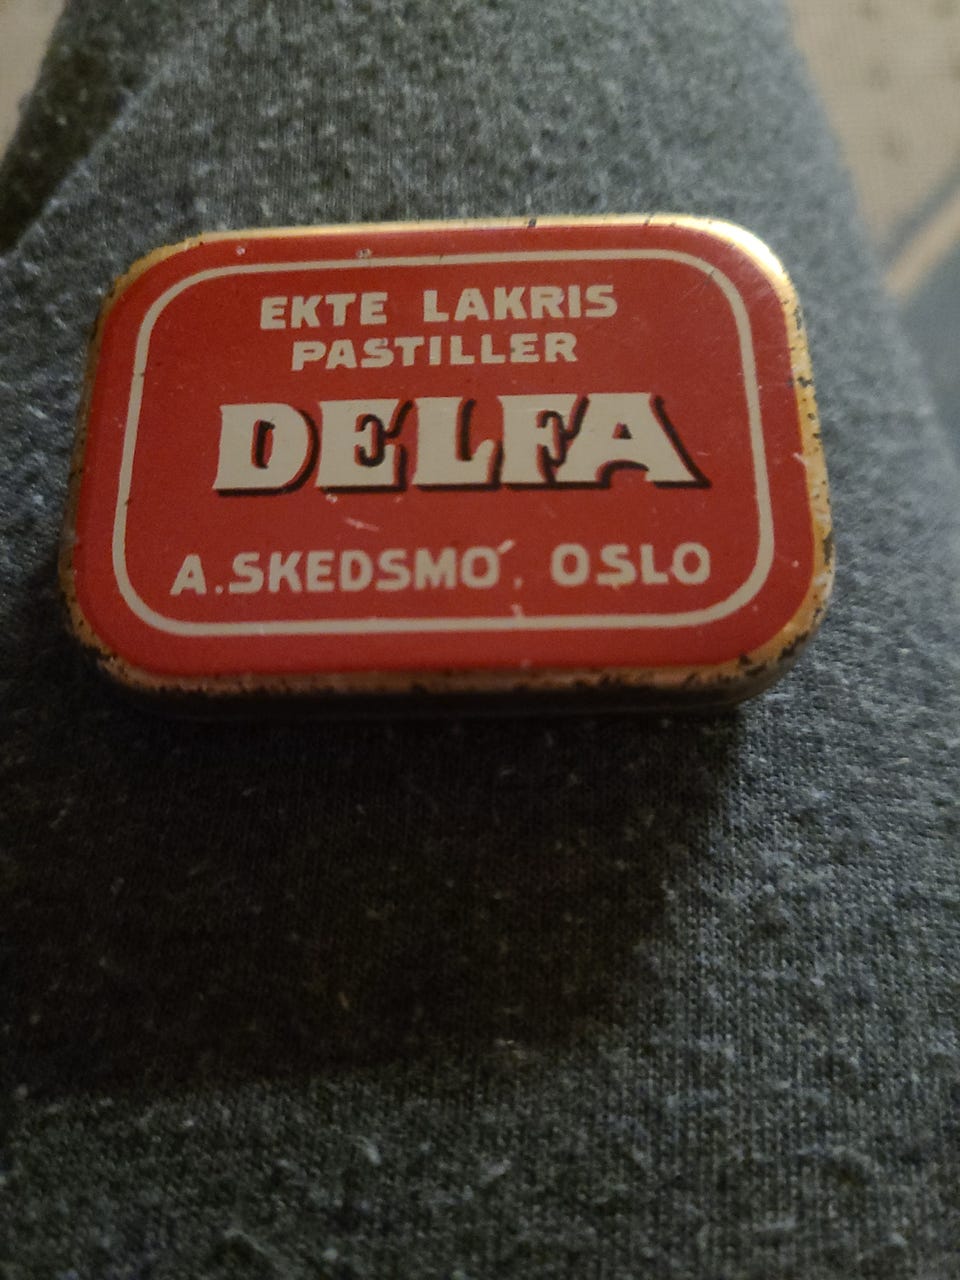 EKTE LAKRIS
PASTILLER
DELFA
A.SKEDSMO´. OSLO